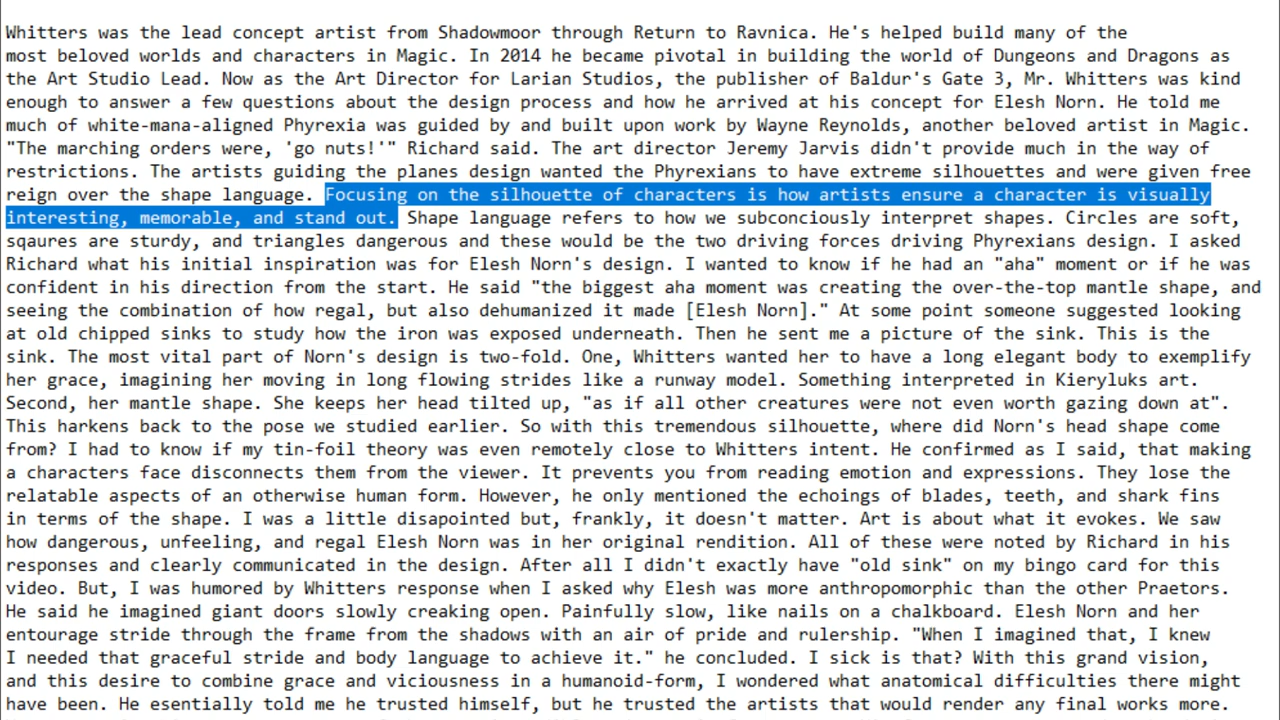 Whitters was the lead concept artist from Shadowmoor through Return to Ravnica. He's helped build many of the
most beloved worlds and characters in Magic. In 2014 he became pivotal in building the world of Dungeons and Dragons as
the Art Studio Lead. Now as the Art Director for Larian Studios, the publisher of Baldur's Gate 3, Mr. Whitters was kind
enough to answer a few questions about the design process and how he arrived at his concept for Elesh Norn. He told me
much of white-mana-aligned Phyrexia was guided by and built upon work by Wayne Reynolds, another beloved artist in Magic.
"The marching orders were, 'go nuts!'" Richard said. The art director Jeremy Jarvis didn't provide much in the way of
restrictions. The artists guiding the planes design wanted the Phyrexians to have extreme silhouettes and were given free
reign over the shape language. Focusing on the silhouette of characters is how artists ensure a character is visually
interesting, memorable, and stand out. Shape language refers to how we subconciously interpret shapes. Circles are soft,
sqaures are sturdy, and triangles dangerous and these would be the two driving forces driving Phyrexians design. I asked
Richard what his initial inspiration was for Elesh Norn's design. I wanted to know if he had an "aha" moment or if he was
confident in his direction from the start. He said "the biggest aha moment was creating the over-the-top mantle shape, and
seeing the combination of how regal, but also dehumanized it made [Elesh Norn]." At some point someone suggested looking
at old chipped sinks to study how the iron was exposed underneath. Then he sent me a picture of the sink. This is the
sink. The most vital part of Norn's design is two-fold. One, Whitters wanted her to have a long elegant body to exemplify
her grace, imagining her moving in long flowing strides like a runway model. Something interpreted in Kieryluks art.
Second, her mantle shape. She keeps her head tilted up, "as if all other creatures were not even worth gazing down at".
This harkens back to the pose we studied earlier. So with this tremendous silhouette, where did Norn's head shape come
from? I had to know if my tin-foil theory was even remotely close to Whitters intent. He confirmed as I said, that making
a characters face disconnects them from the viewer. It prevents you from reading emotion and expressions. They lose the
relatable aspects of an otherwise human form. However, he only mentioned the echoings of blades, teeth, and shark fins
in terms of the shape. I was a little disapointed but, frankly, it doesn't matter. Art is about what it evokes. We saw
how dangerous, unfeeling, and regal Elesh Norn was in her original rendition. All of these were noted by Richard in his
responses and clearly communicated in the design. After all I didn't exactly have "old sink" on my bingo card for this
video. But, I was humored by Whitters response when I asked why Elesh was more anthropomorphic than the other Praetors.
He said he imagined giant doors slowly creaking open. Painfully slow, like nails on a chalkboard. Elesh Norn and her
entourage stride through the frame from the shadows with an air of pride and rulership. "When I imagined that, I knew
I needed that graceful stride and body language to achieve it." he concluded. I sick is that? With this grand vision,
and this desire to combine grace and viciousness in a humanoid-form, I wondered what anatomical difficulties there might
have been. He esentially told me he trusted himself, but he trusted the artists that would render any final works more.